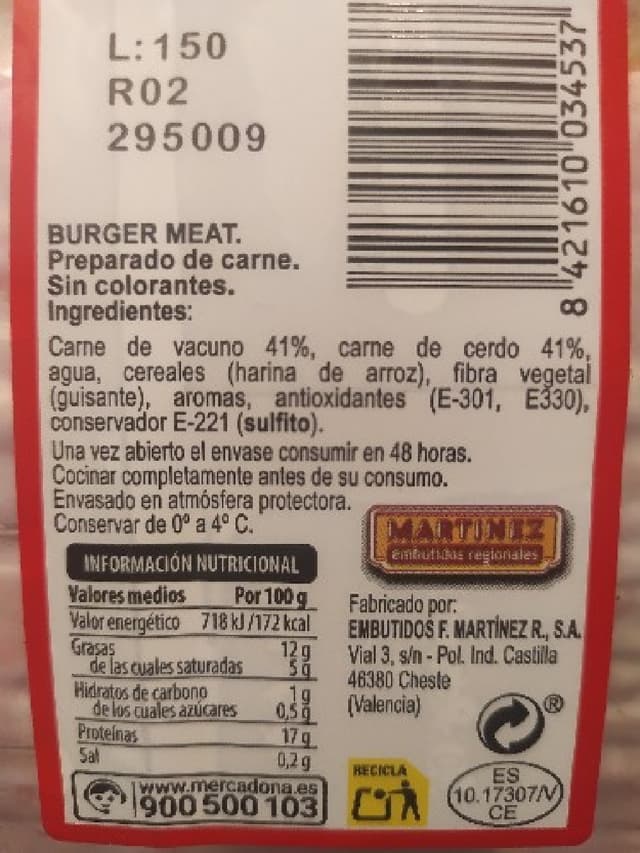 L: 150
R02
295009
8 421610 034537
BURGER MEAT.
Preparado de carne.
Sin colorantes.
Ingredientes:
Carne de vacuno 41%, carne de cerdo 41%,
agua, cereales (harina de arroz), fibra vegetal
(guisante), aromas, antioxidantes (E-301, E330),
conservador E-221 (sulfito).
Una vez abierto el envase consumir en 48 horas.
Cocinar completamente antes de su consumo.
Envasado en atmósfera protectora.
Conservar de 0º a 4º C.
MARTINEZ
embutidos regionales
INFORMACIÓN NUTRICIONAL
Valores medios Por 100 g
Valor energético 718 kJ/172 kcal
Grasas 12 g
de las cuales saturadas 5 g
Hidratos de carbono 1 g
de los cuales azúcares 0,5 g
Proteínas 17 g
Sal 0,2 g
www.mercadona.es
900 500 103
Fabricado por:
EMBUTIDOS F. MARTÍNEZ R., S.A.
Vial 3, s/n - Pol. Ind. Castilla
46380 Cheste
(Valencia)
®
RECICLA
ES
10.17307/V
CE